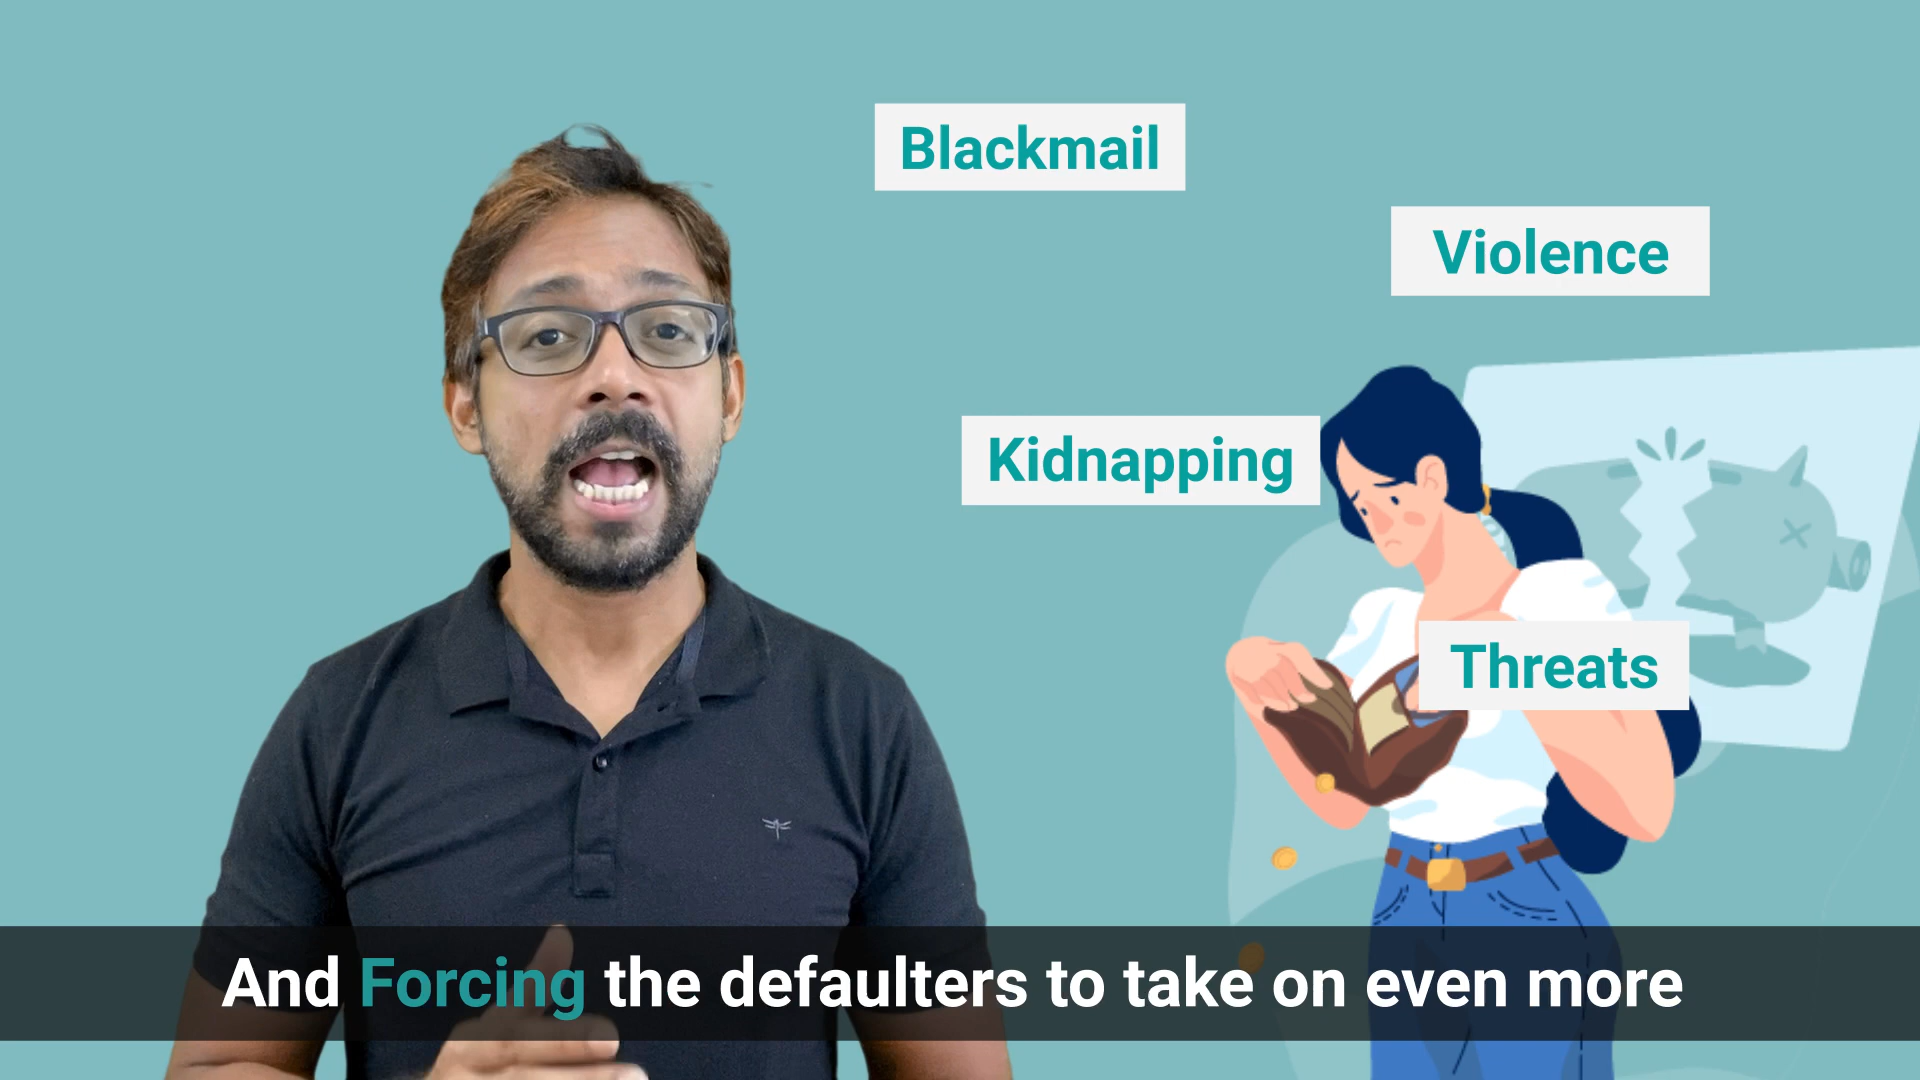 Blackmail
Violence
Kidnapping
Threats
And Forcing the defaulters to take on even more